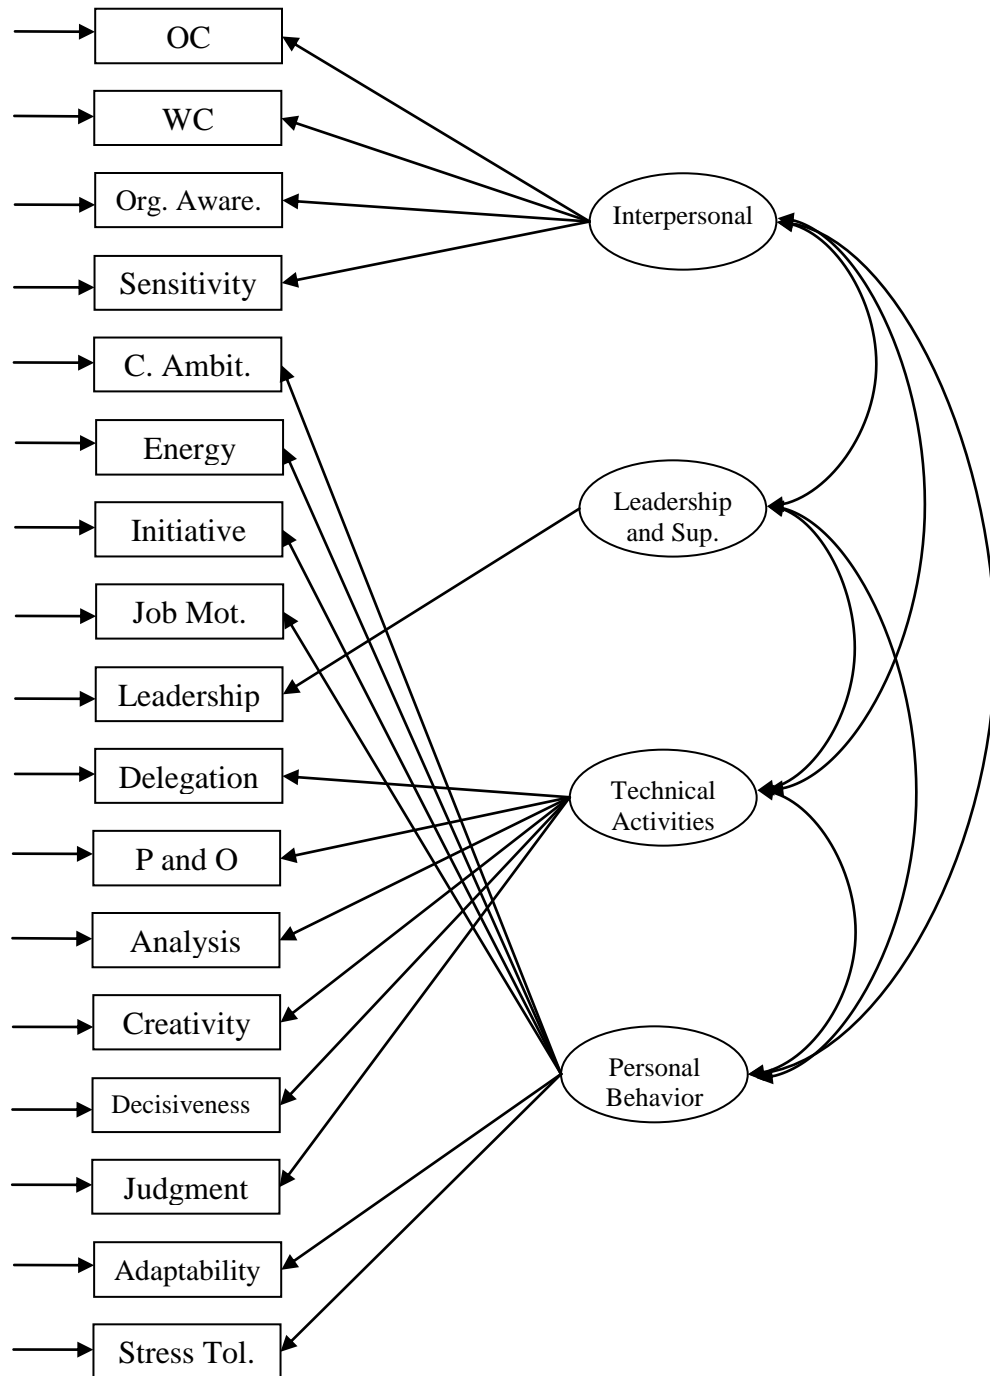 OC
WC
Org. Aware.
Sensitivity
C. Ambit.
Energy
Initiative
Job Mot.
Leadership
Delegation
P and O
Analysis
Creativity
Decisiveness
Judgment
Adaptability
Stress Tol.
Interpersonal
Leadership
and Sup.
Technical
Activities
Personal
Behavior